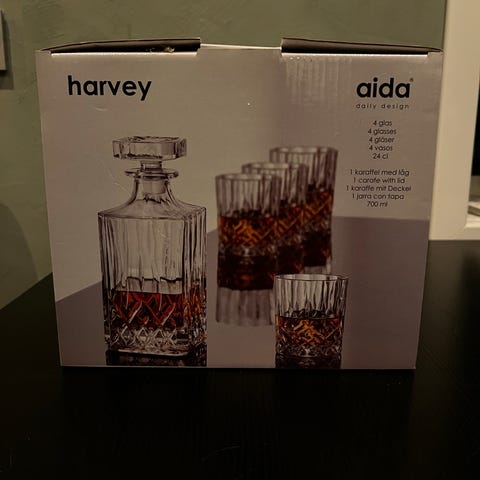 harvey
aida®
daily design
4 glas
4 glasses
4 gläser
4 vasos
24 cl
1 karaffel med låg
1 carafe with lid
1 karaffe mit Deckel
1 jarra con tapa
700 ml